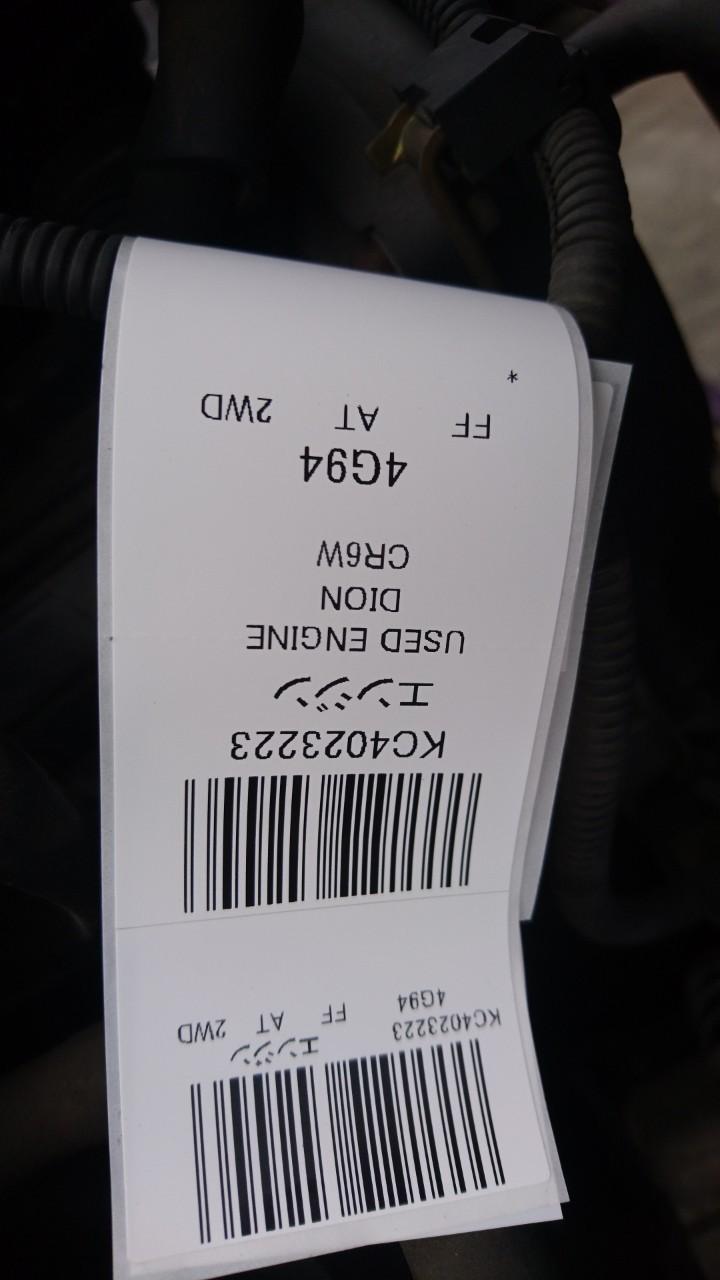 KC4023223
エンジン
USED ENGINE
DION
CR6W
4G94
FF AT 2WD
*
KC4023223 エンジン
4G94 FF AT 2WD